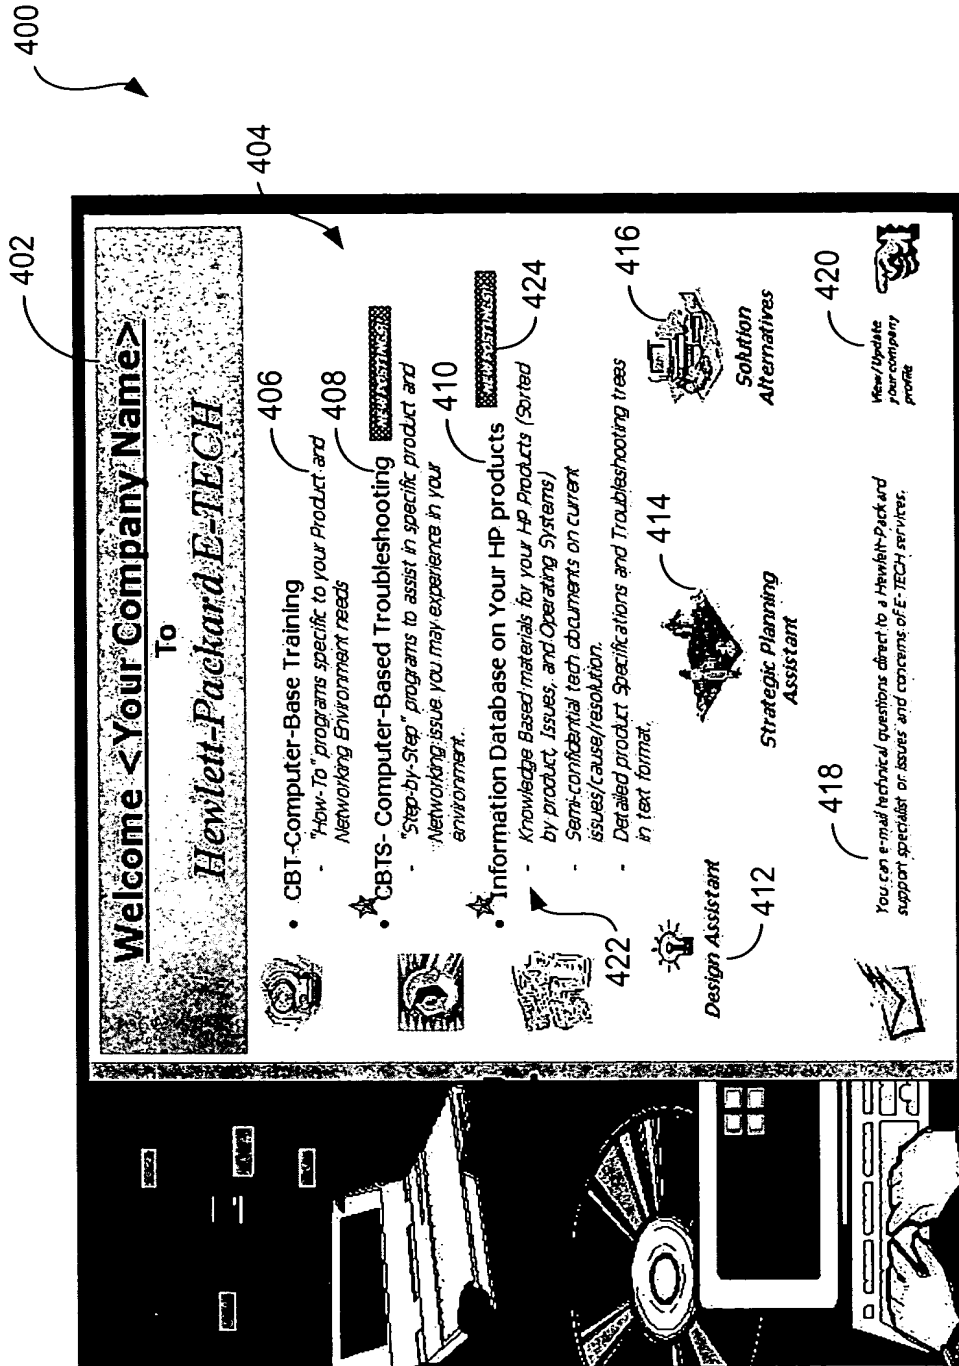 400
402
Welcome <Your Company Name>
To
Hewlett-Packard E-TECH
404
• CBT-Computer-Base Training
406
- "How-To" programs specific to your Product and
Networking Environment needs
408
• CBTS- Computer-Based Troubleshooting NEW POSTINGS!!
- "Step-by-Step" programs to assist in specific product and
Networking issue you may experience in your
environment.
410
• Information Database on Your HP products NEW POSTINGS!!
424
- Knowledge Based materials for your HP Products (Sorted
by product, Issues, and Operating Systems)
- Semi-confidential tech documents on current
issues/cause/resolution.
- Detailed product Specifications and Troubleshooting trees
in text format.
422
412
Design Assistant
414
Strategic Planning
Assistant
416
Solution
Alternatives
418
You can e-mail technical questions direct to a Hewlett-Packard
support specialist or issues and concerns of E-TECH services.
420
View/Update
your company
profile